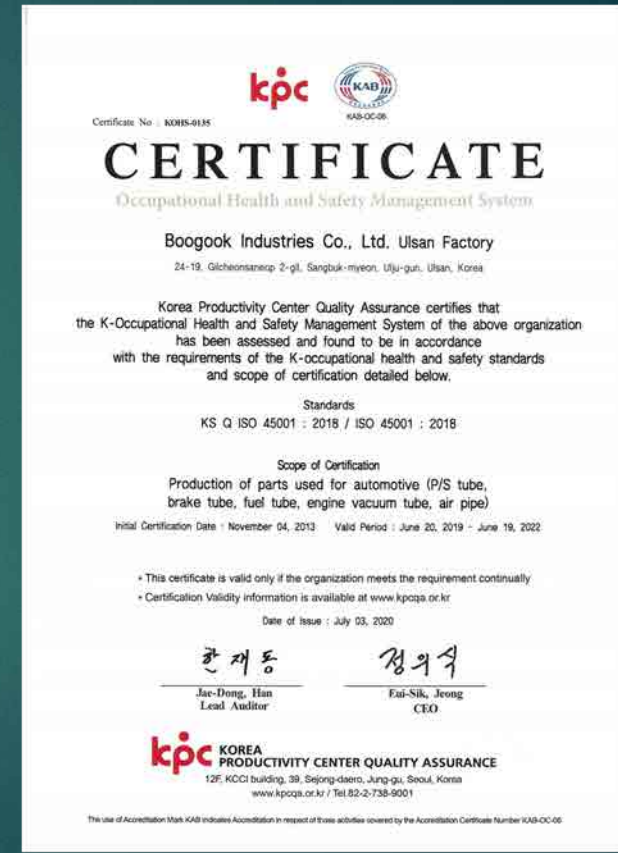 kpc
KAB
KAB-OC-06
Certificate No : KOHS-0135
CERTIFICATE
Occupational Health and Safety Management System
Boogook Industries Co., Ltd. Ulsan Factory
24-19, Gilcheonsaneop 2-gil, Sangbuk-myeon, Ulju-gun, Ulsan, Korea
Korea Productivity Center Quality Assurance certifies that
the K-Occupational Health and Safety Management System of the above organization
has been assessed and found to be in accordance
with the requirements of the K-occupational health and safety standards
and scope of certification detailed below.
Standards
KS Q ISO 45001 : 2018 / ISO 45001 : 2018
Scope of Certification
Production of parts used for automotive (P/S tube,
brake tube, fuel tube, engine vacuum tube, air pipe)
Initial Certification Date : November 04, 2013 Valid Period : June 20, 2019 - June 19, 2022
• This certificate is valid only if the organization meets the requirement continually
• Certification Validity information is available at www.kpcqa.or.kr
Date of Issue : July 03, 2020
한재동 정의식
Jae-Dong, Han Eui-Sik, Jeong
Lead Auditor CEO
kpc KOREA
PRODUCTIVITY CENTER QUALITY ASSURANCE
12F, KCCI building, 39, Sejong-daero, Jung-gu, Seoul, Korea
www.kpcqa.or.kr / Tel.82-2-738-9001
The use of Accreditation Mark KAB indicates Accreditation in respect of those activities covered by the Accreditation Certificate Number KAB-OC-06